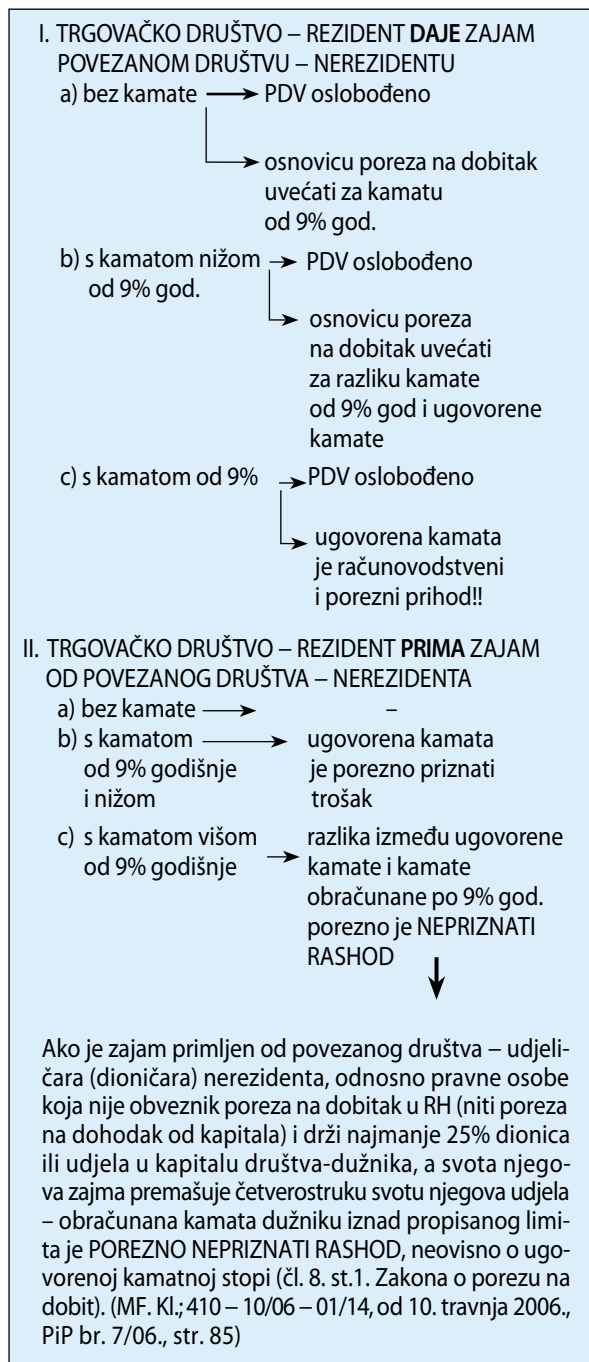 I. TRGOVAČKO DRUŠTVO – REZIDENT DAJE ZAJAM
POVEZANOM DRUŠTVU – NEREZIDENTU
a) bez kamate PDV oslobođeno
osnovicu poreza na dobitak
uvećati za kamatu
od 9% god.
b) s kamatom nižom PDV oslobođeno
od 9% god.
osnovicu poreza
na dobitak uvećati
za razliku kamate
od 9% god i ugovorene
kamate
c) s kamatom od 9% PDV oslobođeno
ugovorena kamata
je računovodstveni
i porezni prihod!!
II. TRGOVAČKO DRUŠTVO – REZIDENT PRIMA ZAJAM
OD POVEZANOG DRUŠTVA – NEREZIDENTA
a) bez kamate –
b) s kamatom ugovorena kamata
od 9% godišnje je porezno priznati
i nižom trošak
c) s kamatom višom razlika između ugovorene
od 9% godišnje kamate i kamate
obračunane po 9% god.
porezno je NEPRIZNATI
RASHOD
Ako je zajam primljen od povezanog društva – udjeli-
čara (dioničara) nerezidenta, odnosno pravne osobe
koja nije obveznik poreza na dobitak u RH (niti poreza
na dohodak od kapitala) i drži najmanje 25% dionica
ili udjela u kapitalu društva-dužnika, a svota njego-
va zajma premašuje četverostruku svotu njegova udjela
– obračunana kamata dužniku iznad propisanog limi-
ta je POREZNO NEPRIZNATI RASHOD, neovisno o ugo-
vorenoj kamatnoj stopi (čl. 8. st.1. Zakona o porezu na
dobit). (MF. Kl.; 410 – 10/06 – 01/14, od 10. travnja 2006.,
PiP br. 7/06., str. 85)